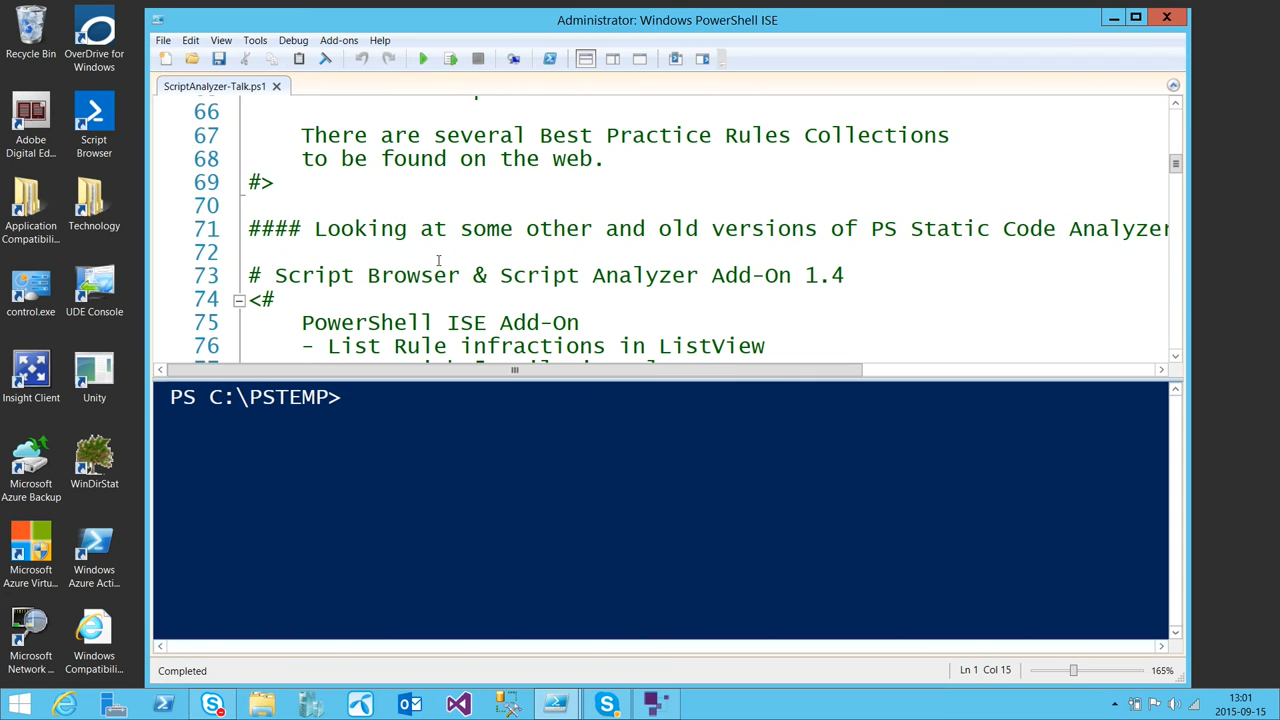 Administrator: Windows PowerShell ISE
File Edit View Tools Debug Add-ons Help
ScriptAnalyzer-Talk.ps1
66
67 There are several Best Practice Rules Collections
68 to be found on the web.
69 #>
70
71 #### Looking at some other and old versions of PS Static Code Analyzer
72
73 # Script Browser & Script Analyzer Add-On 1.4
74 <#
75 PowerShell ISE Add-On
76 - List Rule infractions in ListView
PS C:\PSTEMP>
Completed
Ln 1 Col 15
165%
Recycle Bin
OverDrive for
Windows
Adobe
Digital Ed...
Script
Browser
Application
Compatibili...
Technology
control.exe
UDE Console
Insight Client
Unity
Microsoft
Azure Backup
WinDirStat
Microsoft
Azure Virtu...
Windows
Azure Acti...
Microsoft
Network ...
Windows
Compatibili...
13:01
2015-09-15